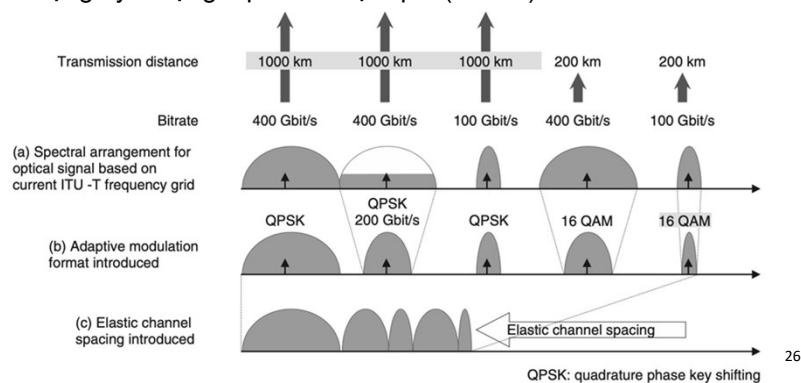 Transmission distance
1000 km 1000 km 1000 km 200 km 200 km
Bitrate
400 Gbit/s 400 Gbit/s 100 Gbit/s 400 Gbit/s 100 Gbit/s
(a) Spectral arrangement for
optical signal based on
current ITU -T frequency grid
QPSK
QPSK
200 Gbit/s
QPSK
16 QAM
16 QAM
(b) Adaptive modulation
format introduced
(c) Elastic channel
spacing introduced
Elastic channel spacing
26
QPSK: quadrature phase key shifting